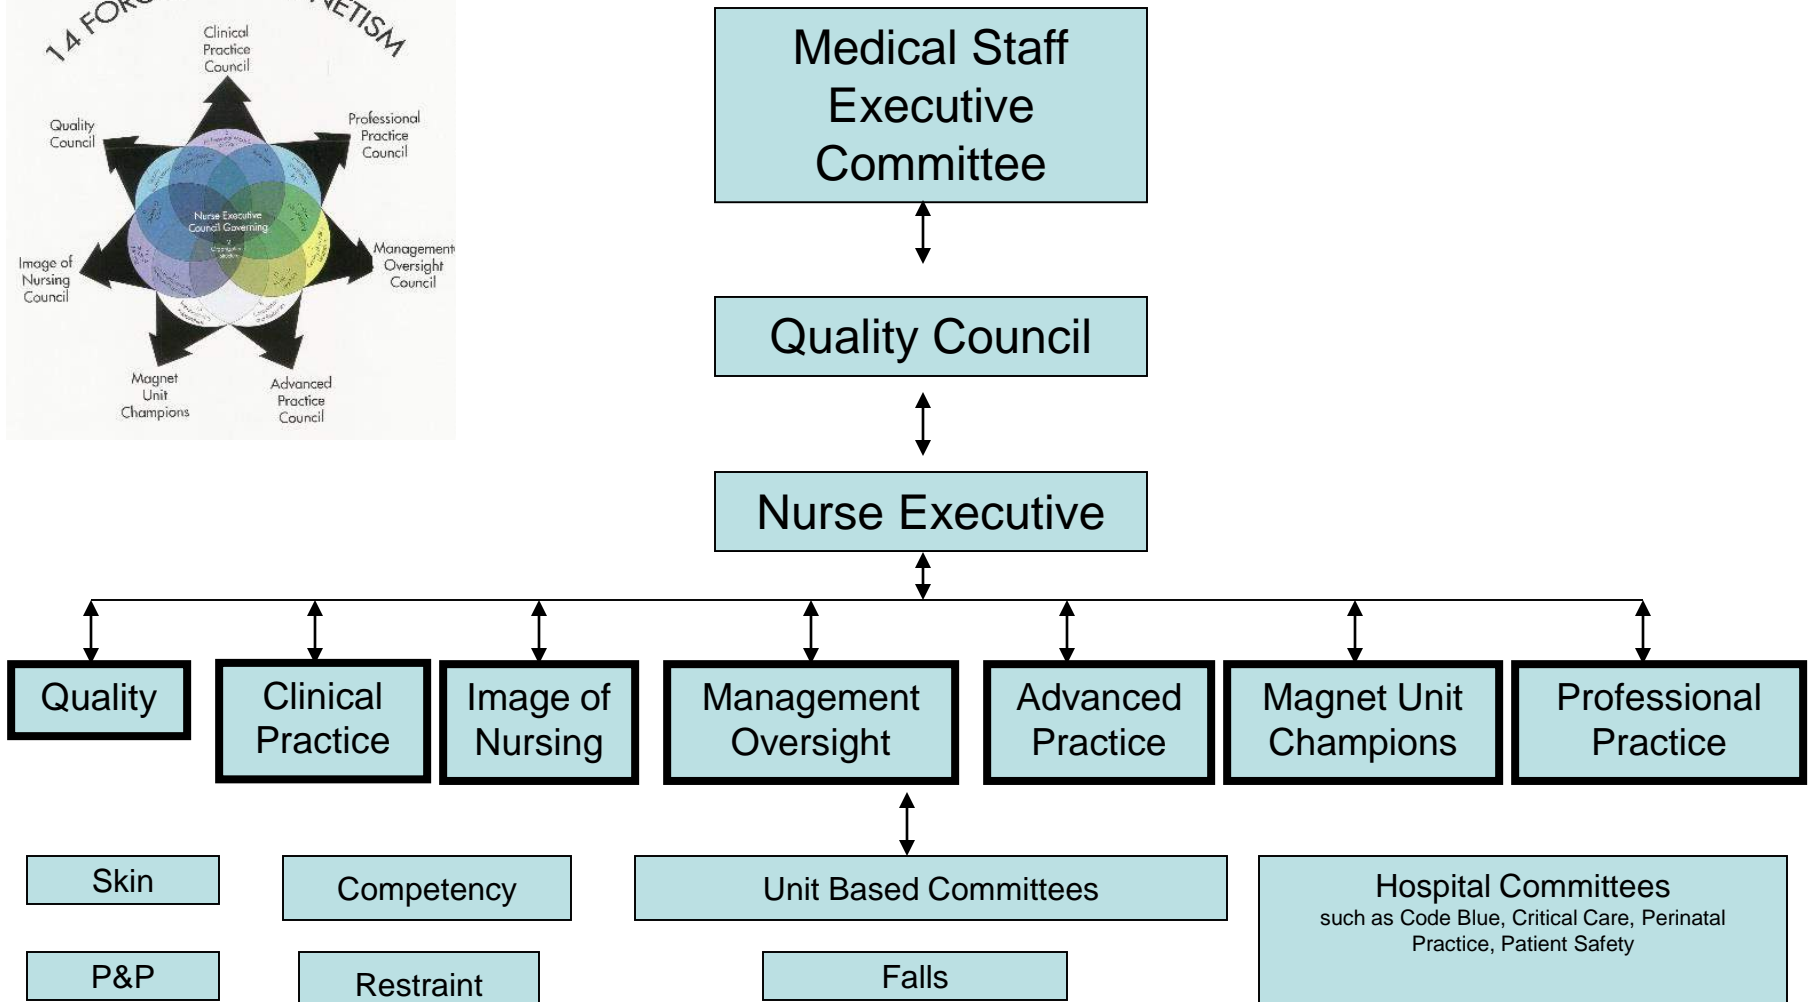 14 FOR
NETISM
Clinical
Practice
Council
Quality
Council
Professional
Practice
Council
Nurse Executive
Council Governing
Image of
Nursing
Council
Management
Oversight
Council
Magnet
Unit
Champions
Advanced
Practice
Council
Medical Staff
Executive
Committee
Quality Council
Nurse Executive
Quality
Clinical
Practice
Image of
Nursing
Management
Oversight
Advanced
Practice
Magnet Unit
Champions
Professional
Practice
Skin
Competency
Unit Based Committees
Hospital Committees
such as Code Blue, Critical Care, Perinatal
Practice, Patient Safety
P&P
Restraint
Falls